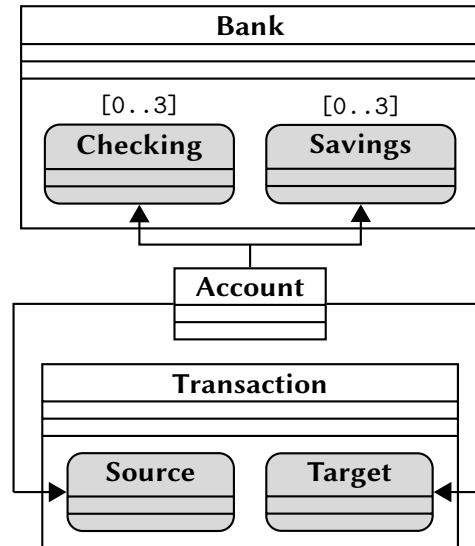 Bank
[0..3] [0..3]
Checking Savings
Account
Transaction
Source Target